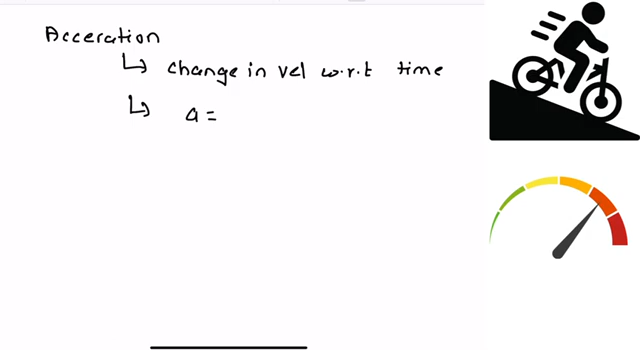 Acceration
↳ change in vel w.r.t time
↳ a =